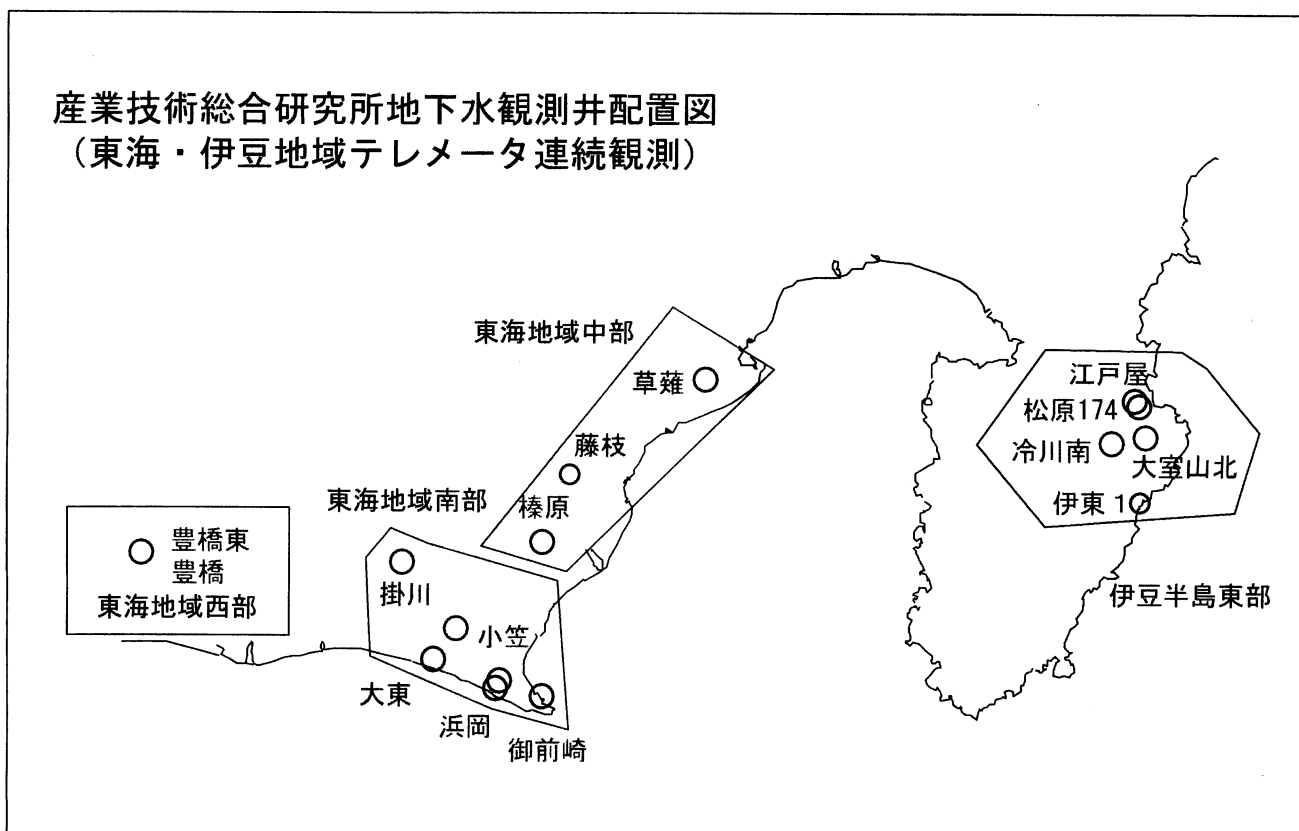 産業技術総合研究所地下水観測井配置図
（東海・伊豆地域テレメータ連続観測）
東海地域中部
草薙
藤枝
榛原
東海地域南部
掛川
小笠
大東
浜岡
御前崎
豊橋東
豊橋
東海地域西部
江戸屋
松原174
冷川南
大室山北
伊東 1
伊豆半島東部